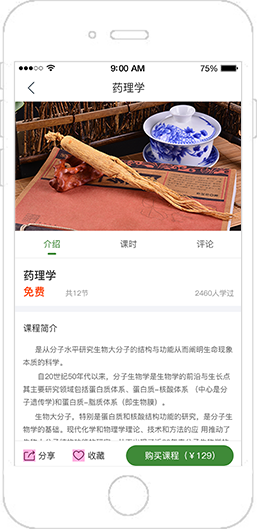 9:00 AM 75%
药理学
介绍 课时 评论
药理学
免费 共12节 2460人学过
课程简介
是从分子水平研究生物大分子的结构与功能从而阐明生命现象
本质的科学。
自20世纪50年代以来，分子生物学是生物学的前沿与生长点
其主要研究领域包括蛋白质体系、蛋白质-核酸体系 （中心是分
子遗传学)和蛋白质-脂质体系（即生物膜）。
生物大分子，特别是蛋白质和核酸结构功能的研究，是分子生
物学的基础。现代化学和物理学理论、技术和方法的应 用推动了
分享 收藏 购买课程（￥129）